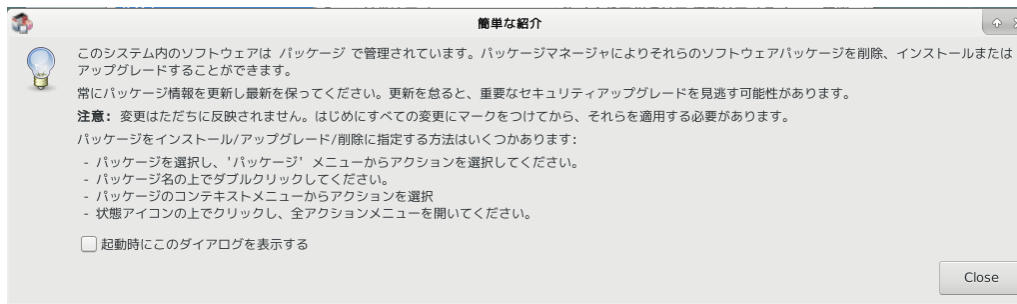 簡単な紹介
このシステム内のソフトウェアは パッケージ で管理されています。パッケージマネージャによりそれらのソフトウェアパッケージを削除、インストールまたは
アップグレードすることができます。
常にパッケージ情報を更新し最新を保ってください。更新を怠ると、重要なセキュリティアップグレードを見逃す可能性があります。
注意: 変更はただちに反映されません。はじめにすべての変更にマークをつけてから、それらを適用する必要があります。
パッケージをインストール/アップグレード/削除に指定する方法はいくつかあります:
- パッケージを選択し、'パッケージ' メニューからアクションを選択してください。
- パッケージ名の上でダブルクリックしてください。
- パッケージのコンテキストメニューからアクションを選択
- 状態アイコンの上でクリックし、全アクションメニューを開いてください。
起動時にこのダイアログを表示する
Close